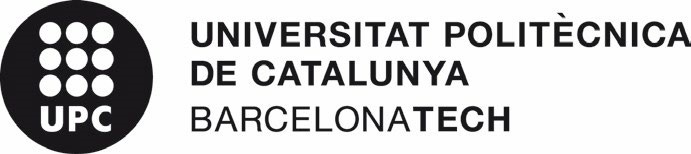 UPC
UNIVERSITAT POLITÈCNICA
DE CATALUNYA
BARCELONATECH